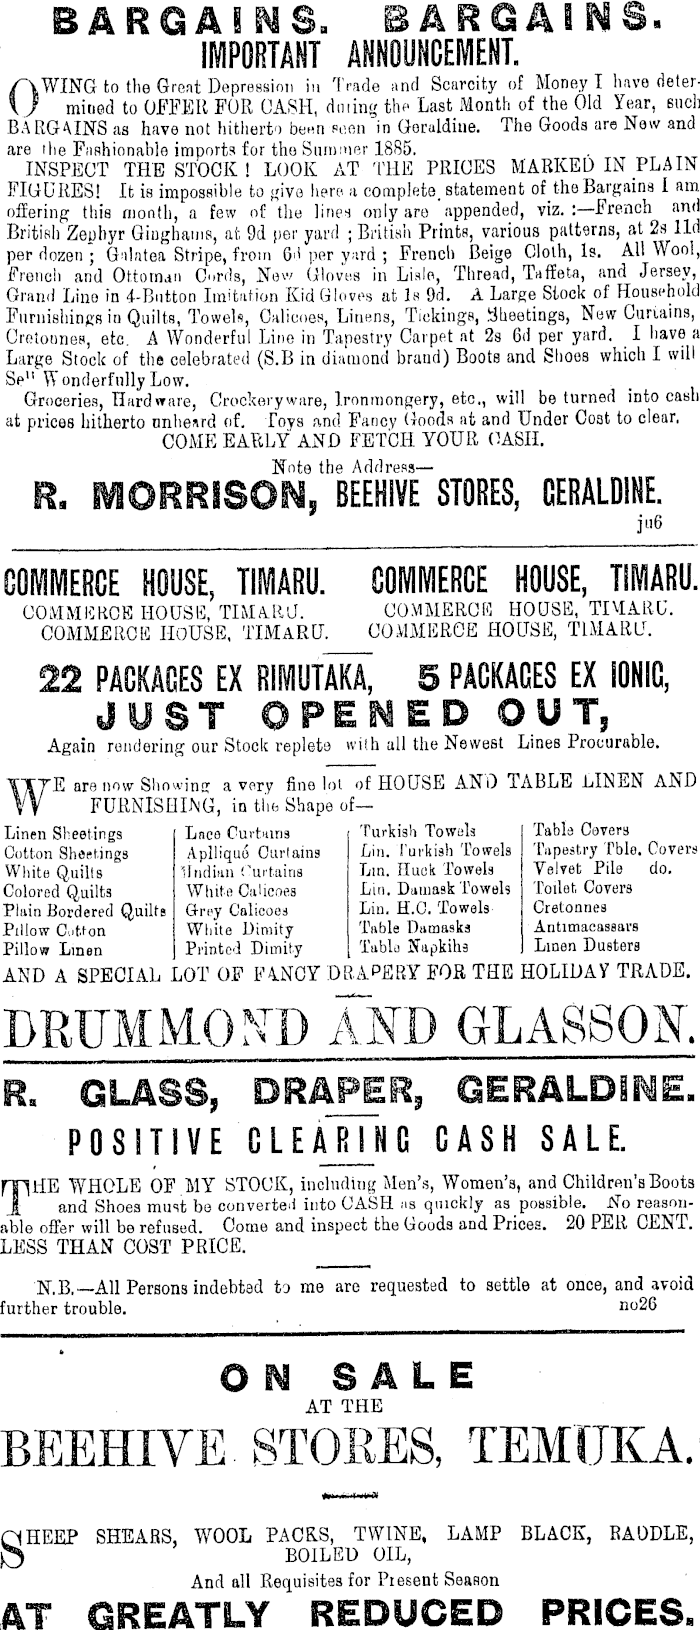 BARGAINS. BARGAINS.
IMPORTANT ANNOUNCEMENT.
OWING to the Great Depression in Trade and Scarcity of Money I have deter-
mined to OFFER FOR CASH, during the Last Month of the Old Year, such
BARGAINS as have not hitherto been seen in Geraldine. The Goods are New and
are the Fashionable imports for the Summer 1885.
INSPECT THE STOCK! LOOK AT THE PRICES MARKED IN PLAIN
FIGURES! It is impossible to give here a complete statement of the Bargains I am
offering this month, a few of the lines only are appended, viz. :—French and
British Zephyr Ginghams, at 9d per yard ; British Prints, various patterns, at 2s 11d
per dozen ; Galatea Stripe, from 6d per yard ; French Beige Cloth, 1s. All Wool,
French and Ottoman Cords, New Gloves in Lisle, Thread, Taffeta, and Jersey,
Grand Line in 4-Button Imitation Kid Gloves at 1s 9d. A Large Stock of Household
Furnishings in Quilts, Towels, Calicoes, Linens, Tickings, Sheetings, New Curtains,
Cretonnes, etc. A Wonderful Line in Tapestry Carpet at 2s 6d per yard. I have a
Large Stock of the celebrated (S.B in diamond brand) Boots and Shoes which I will
Sell Wonderfully Low.
Groceries, Hardware, Crockeryware, Ironmongery, etc., will be turned into cash
at prices hitherto unheard of. Toys and Fancy Goods at and Under Cost to clear.
COME EARLY AND FETCH YOUR CASH.
Note the Address—
R. MORRISON, BEEHIVE STORES, GERALDINE.
ju6
COMMERCE HOUSE, TIMARU. COMMERCE HOUSE, TIMARU.
COMMERCE HOUSE, TIMARU. COMMERCE HOUSE, TIMARU.
COMMERCE HOUSE, TIMARU. COMMERCE HOUSE, TIMARU.
22 PACKAGES EX RIMUTAKA, 5 PACKAGES EX IONIC,
JUST OPENED OUT,
Again rendering our Stock replete with all the Newest Lines Procurable.
WE are now Showing a very fine lot of HOUSE AND TABLE LINEN AND
FURNISHING, in the Shape of—
Linen Sheetings
Cotton Sheetings
White Quilts
Colored Quilts
Plain Bordered Quilts
Pillow Cotton
Pillow Linen
Lace Curtains
Aplliqué Curtains
Indian Curtains
White Calicoes
Grey Calicoes
White Dimity
Printed Dimity
Turkish Towels
Lin. Turkish Towels
Lin. Huck Towels
Lin. Damask Towels
Lin. H.C. Towels
Table Damasks
Table Napkins
Table Covers
Tapestry Tble. Covers
Velvet Pile do.
Toilet Covers
Cretonnes
Antimacassars
Linen Dusters
AND A SPECIAL LOT OF FANCY DRAPERY FOR THE HOLIDAY TRADE.
DRUMMOND AND GLASSON.
R. GLASS, DRAPER, GERALDINE.
POSITIVE CLEARING CASH SALE.
THE WHOLE OF MY STOCK, including Men's, Women's, and Children's Boots
and Shoes must be converted into CASH as quickly as possible. No reason-
able offer will be refused. Come and inspect the Goods and Prices. 20 PER CENT.
LESS THAN COST PRICE.
N.B.—All Persons indebted to me are requested to settle at once, and avoid
further trouble. no26
ON SALE
AT THE
BEEHIVE STORES, TEMUKA.
SHEEP SHEARS, WOOL PACKS, TWINE, LAMP BLACK, RADDLE,
BOILED OIL,
And all Requisites for Present Season
AT GREATLY REDUCED PRICES.